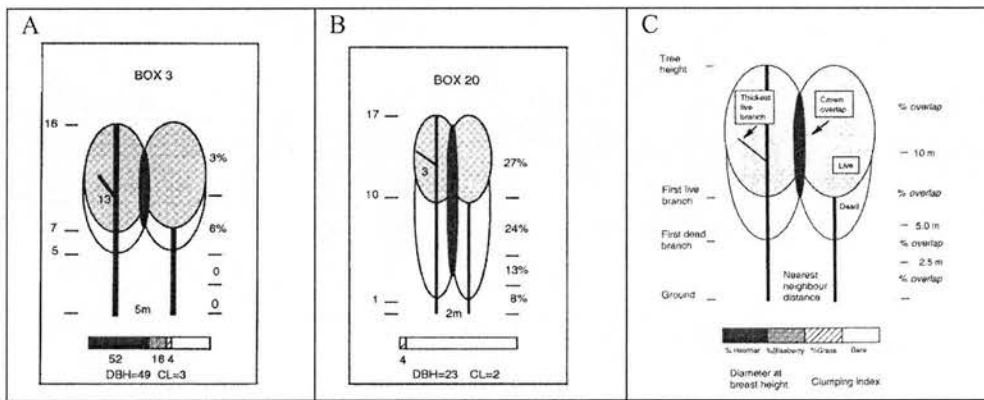 A
BOX 3
16
3%
13
7
6%
5
0
0
5m
52 16 4
DBH=49 CL=3
B
BOX 20
17
27%
3
10
24%
13%
1
8%
2m
4
DBH=23 CL=2
C
Tree
height
% overlap
Thickest
live
branch
Crown
overlap
10 m
Live
First live
branch
% overlap
Dead
5.0 m
First dead
branch
% overlap
2.5 m
% overlap
Nearest
neighbour
distance
Ground
% Heather %Blaeberry %Grass Bare
Diameter at
breast height
Clumping index